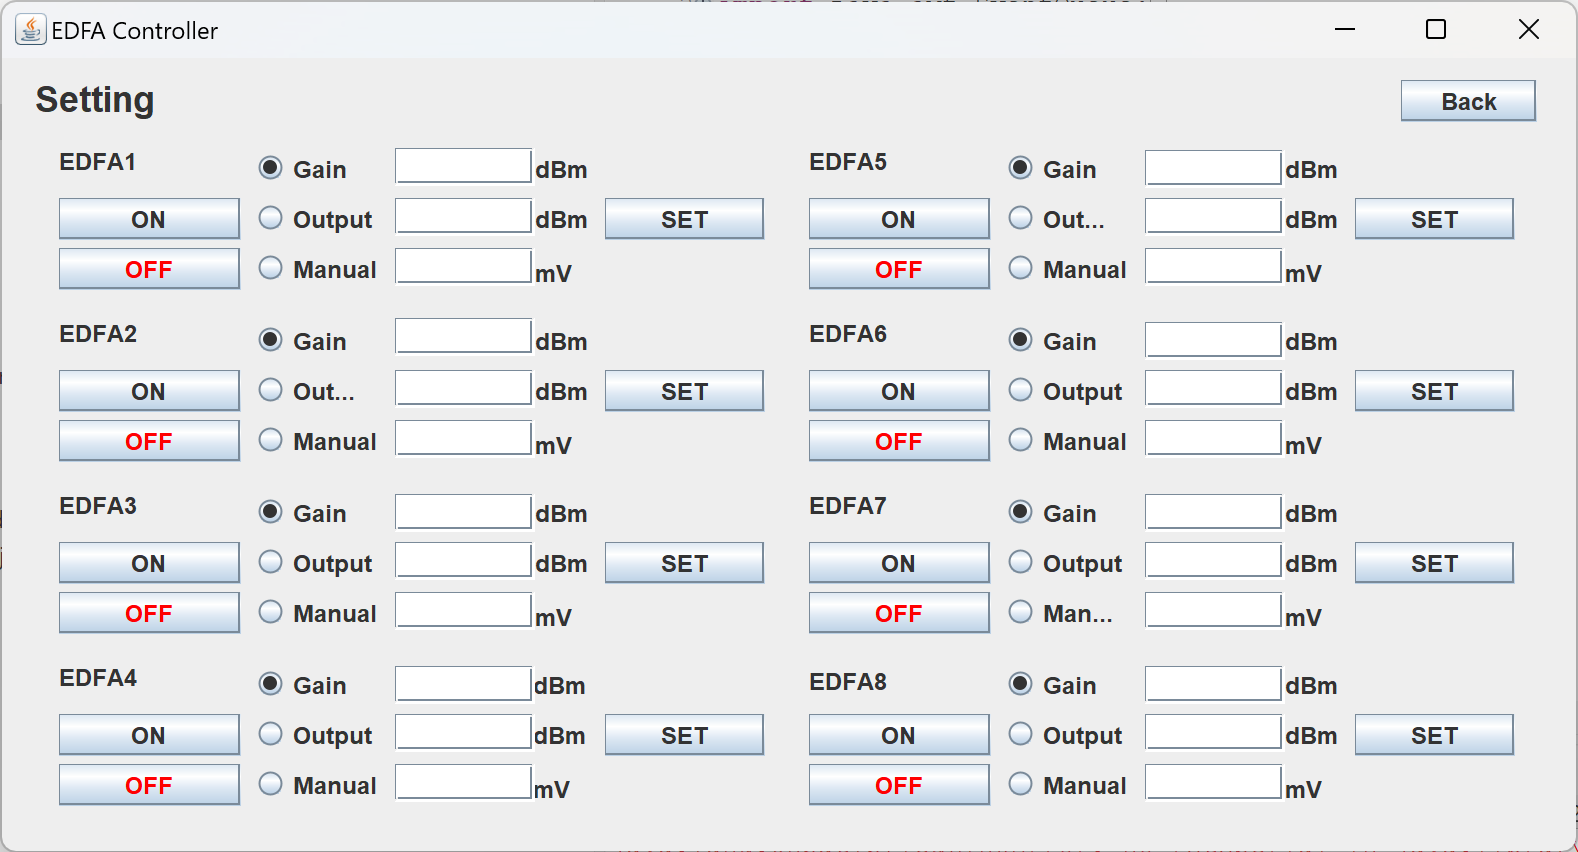 EDFA Controller
Setting
Back
EDFA1
Gain dBm
ON Output dBm SET
OFF Manual mV
EDFA2
Gain dBm
ON Out... dBm SET
OFF Manual mV
EDFA3
Gain dBm
ON Output dBm SET
OFF Manual mV
EDFA4
Gain dBm
ON Output dBm SET
OFF Manual mV
EDFA5
Gain dBm
ON Out... dBm SET
OFF Manual mV
EDFA6
Gain dBm
ON Output dBm SET
OFF Manual mV
EDFA7
Gain dBm
ON Output dBm SET
OFF Man... mV
EDFA8
Gain dBm
ON Output dBm SET
OFF Manual mV